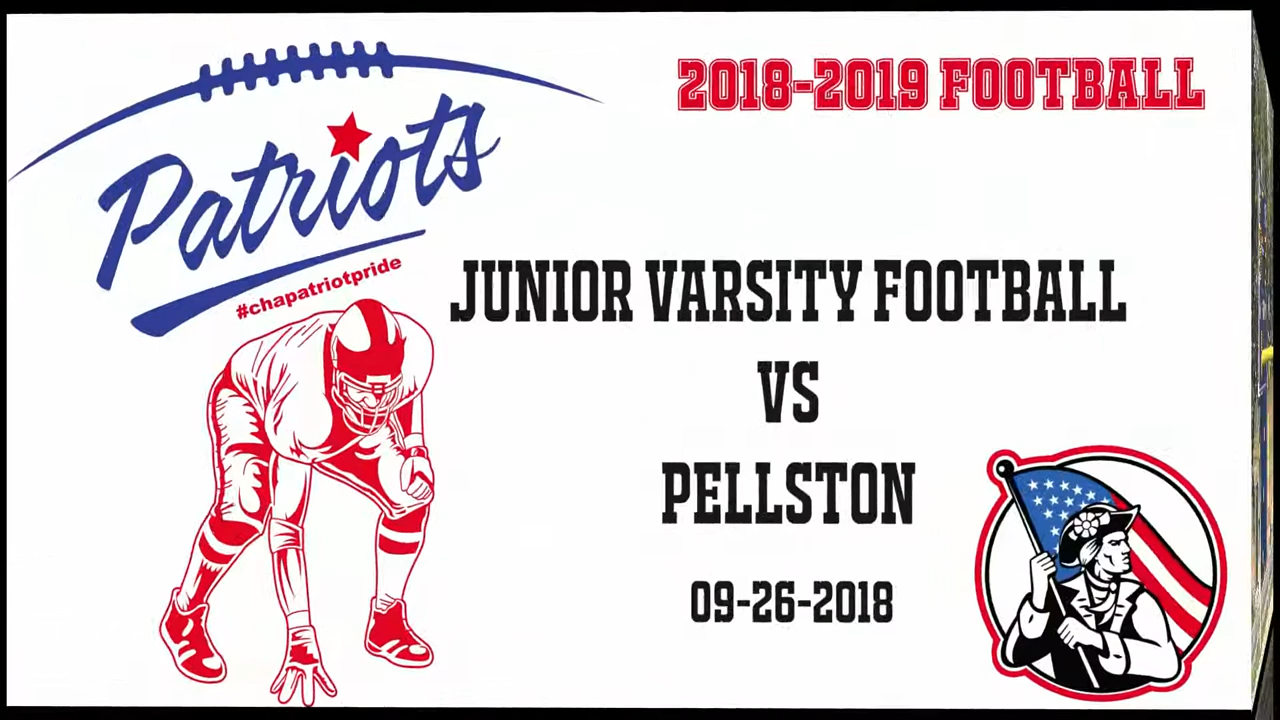 Patriots
#chapatriotpride
2018-2019 FOOTBALL
JUNIOR VARSITY FOOTBALL
VS
PELLSTON
09-26-2018